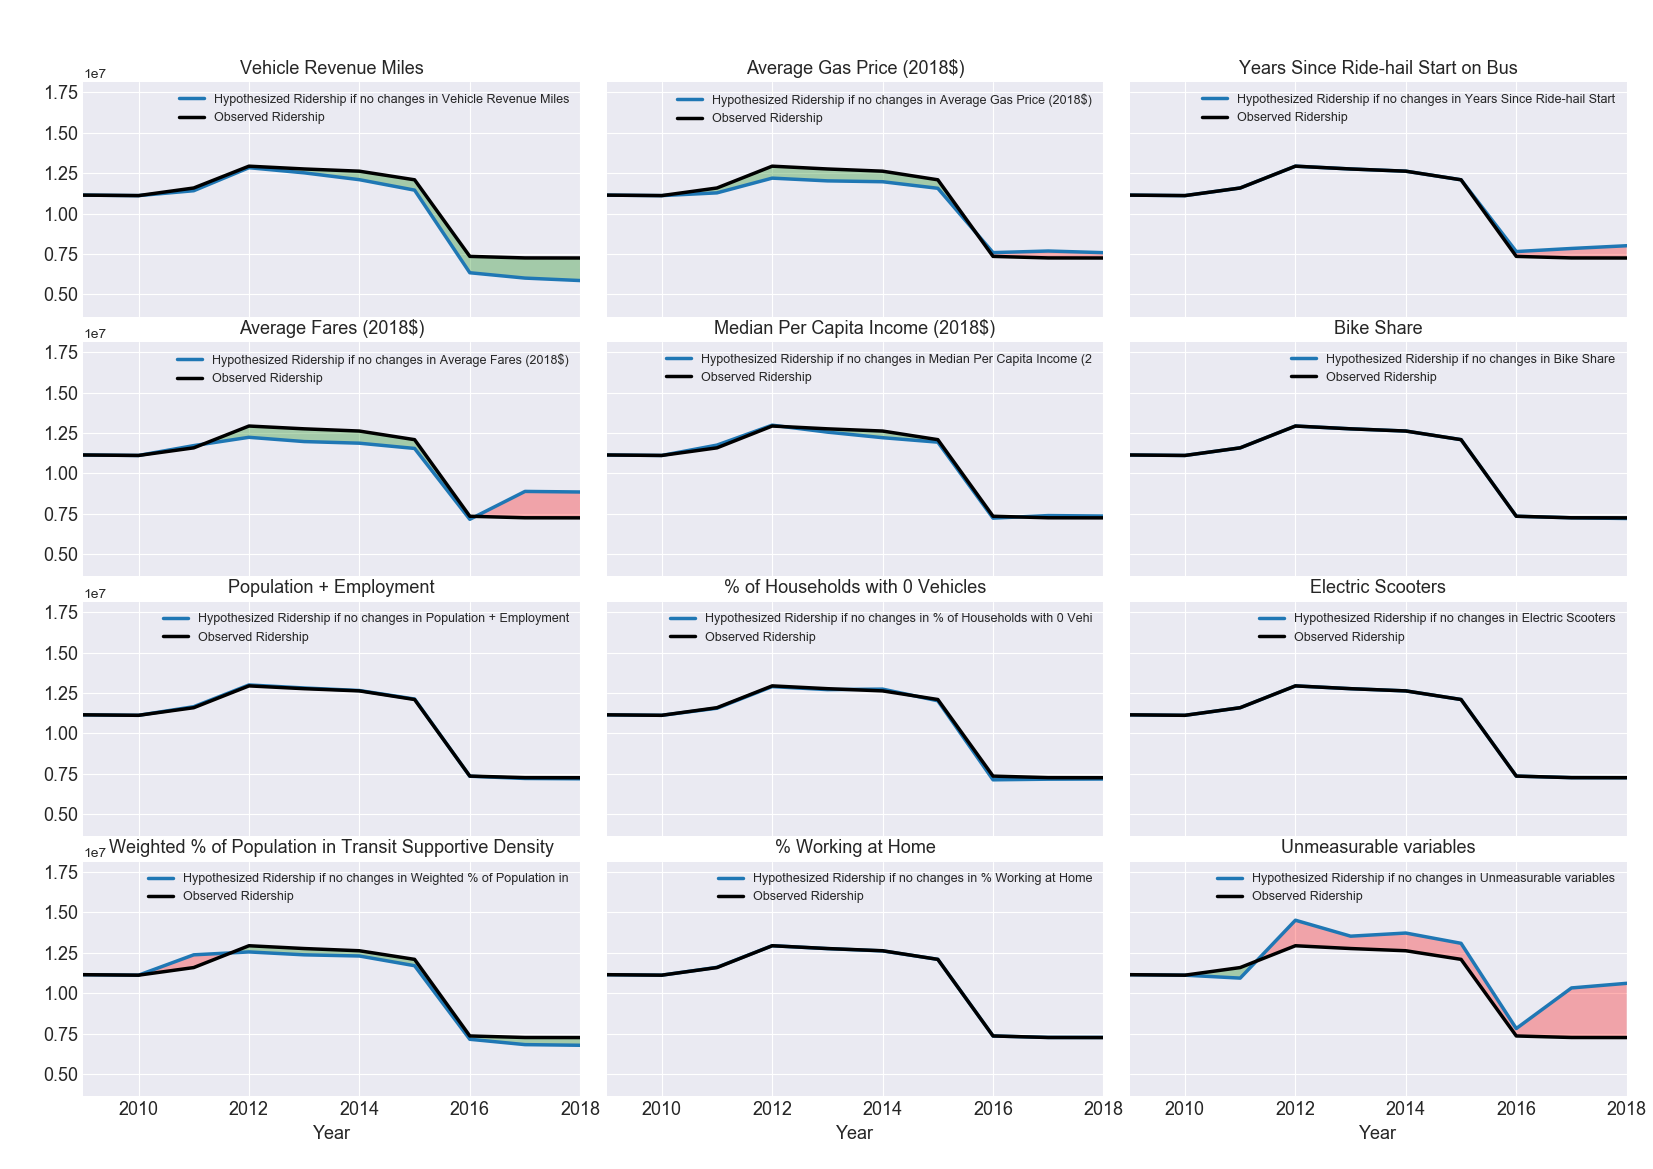 Vehicle Revenue Miles
1e7
Hypothesized Ridership if no changes in Vehicle Revenue Miles
Observed Ridership
1.75
1.50
1.25
1.00
0.75
0.50
Average Gas Price (2018$)
Hypothesized Ridership if no changes in Average Gas Price (2018$)
Observed Ridership
Years Since Ride-hail Start on Bus
Hypothesized Ridership if no changes in Years Since Ride-hail Start
Observed Ridership
Average Fares (2018$)
1e7
Hypothesized Ridership if no changes in Average Fares (2018$)
Observed Ridership
1.75
1.50
1.25
1.00
0.75
0.50
Median Per Capita Income (2018$)
Hypothesized Ridership if no changes in Median Per Capita Income (2
Observed Ridership
Bike Share
Hypothesized Ridership if no changes in Bike Share
Observed Ridership
Population + Employment
1e7
Hypothesized Ridership if no changes in Population + Employment
Observed Ridership
1.75
1.50
1.25
1.00
0.75
0.50
% of Households with 0 Vehicles
Hypothesized Ridership if no changes in % of Households with 0 Vehi
Observed Ridership
Electric Scooters
Hypothesized Ridership if no changes in Electric Scooters
Observed Ridership
Weighted % of Population in Transit Supportive Density
1e7
Hypothesized Ridership if no changes in Weighted % of Population in
Observed Ridership
1.75
1.50
1.25
1.00
0.75
0.50
2010 2012 2014 2016 2018
Year
% Working at Home
Hypothesized Ridership if no changes in % Working at Home
Observed Ridership
2010 2012 2014 2016 2018
Year
Unmeasurable variables
Hypothesized Ridership if no changes in Unmeasurable variables
Observed Ridership
2010 2012 2014 2016 2018
Year